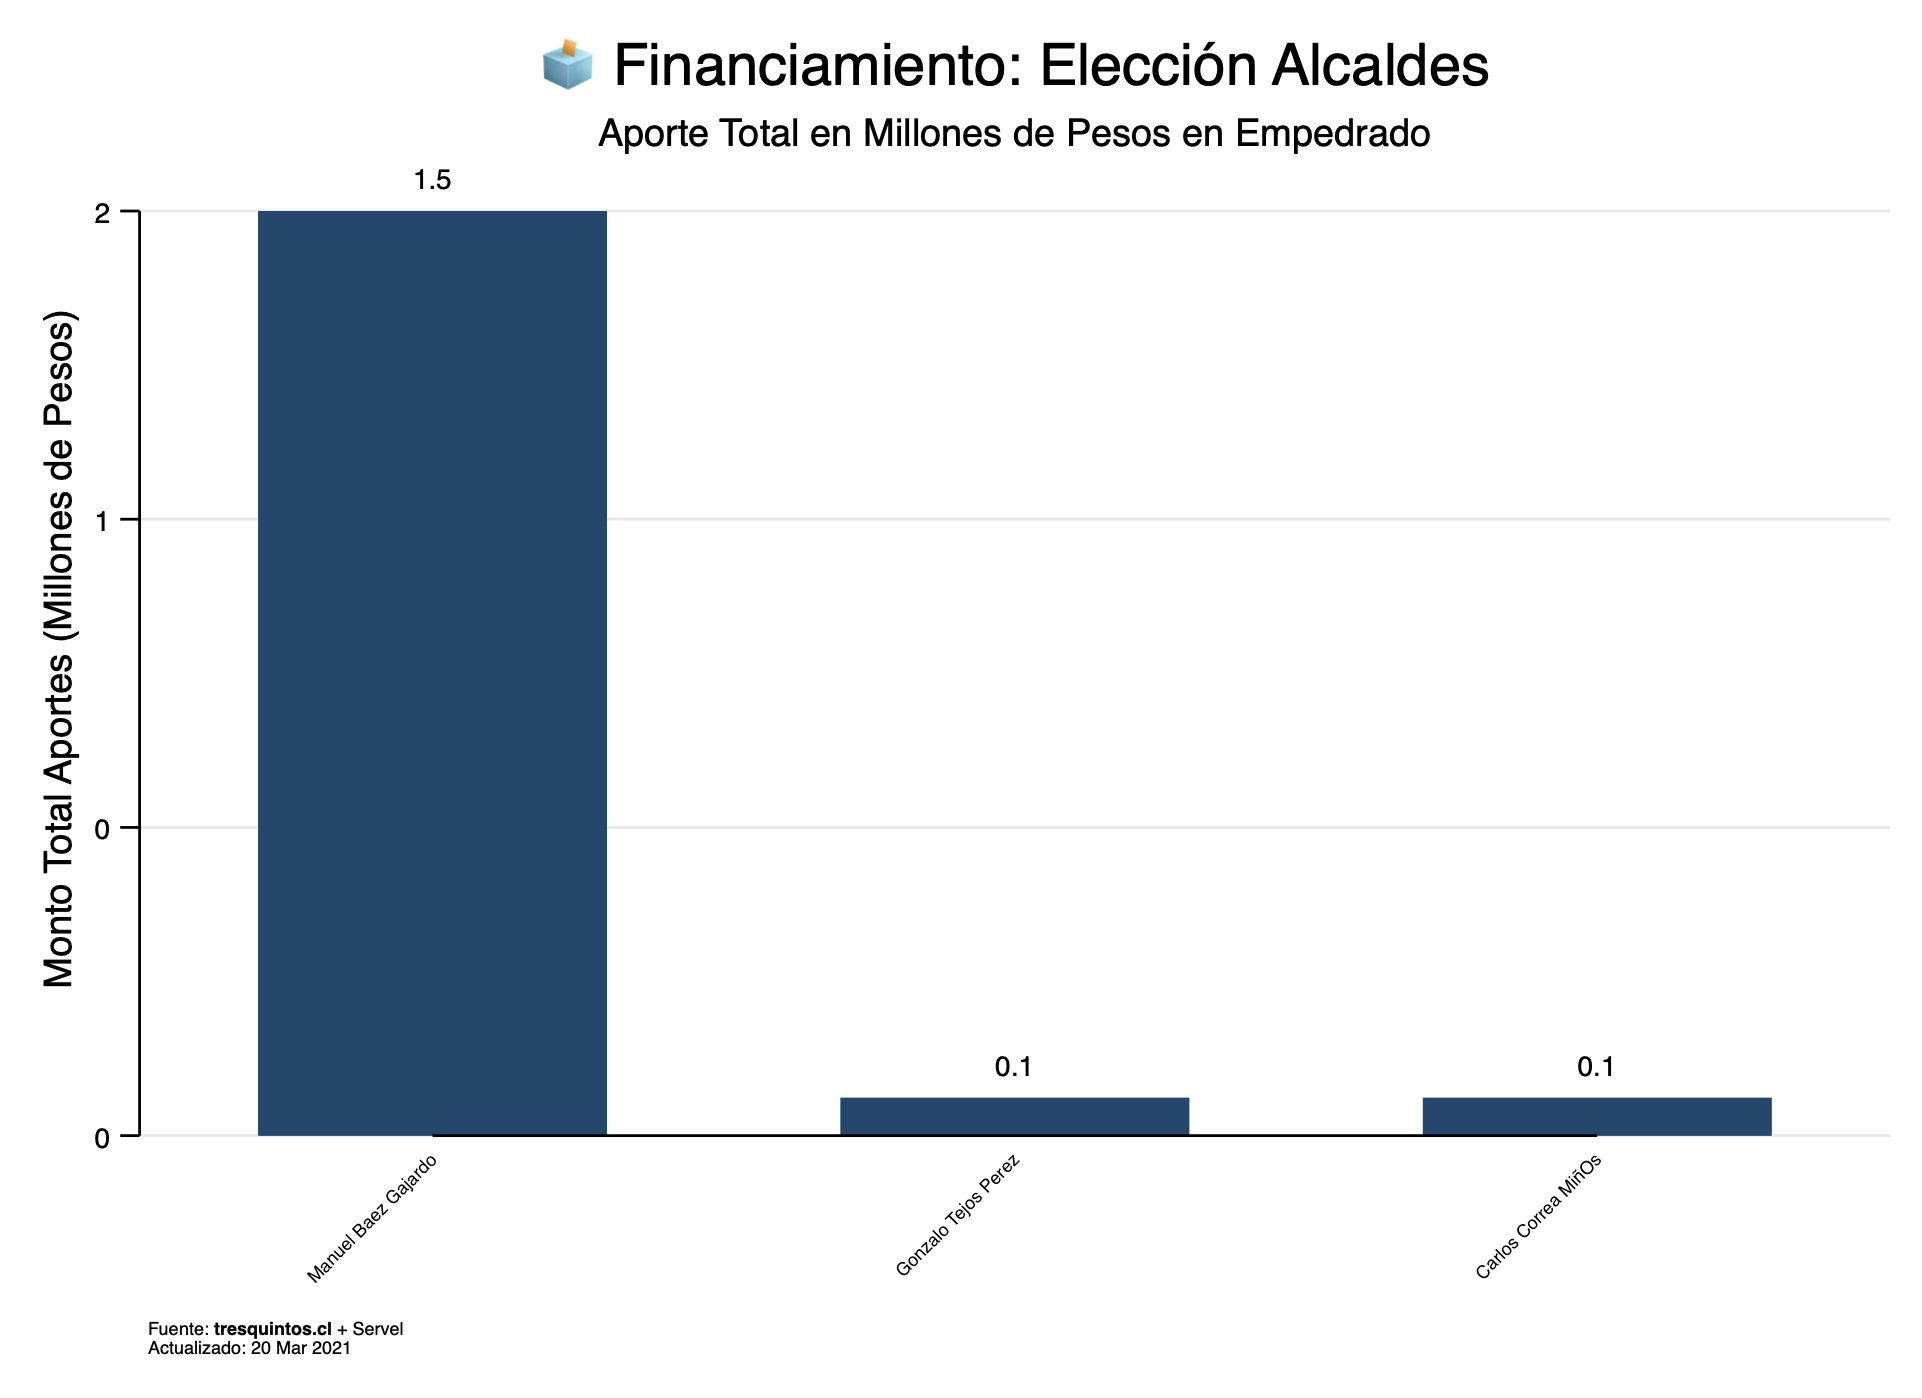 Financiamiento: Elección Alcaldes
Aporte Total en Millones de Pesos en Empedrado
Monto Total Aportes (Millones de Pesos)
2
1
0
0
1.5
0.1
0.1
Manuel Baez Gajardo
Gonzalo Tejos Perez
Carlos Correa MiñOs
Fuente: tresquintos.cl + Servel
Actualizado: 20 Mar 2021